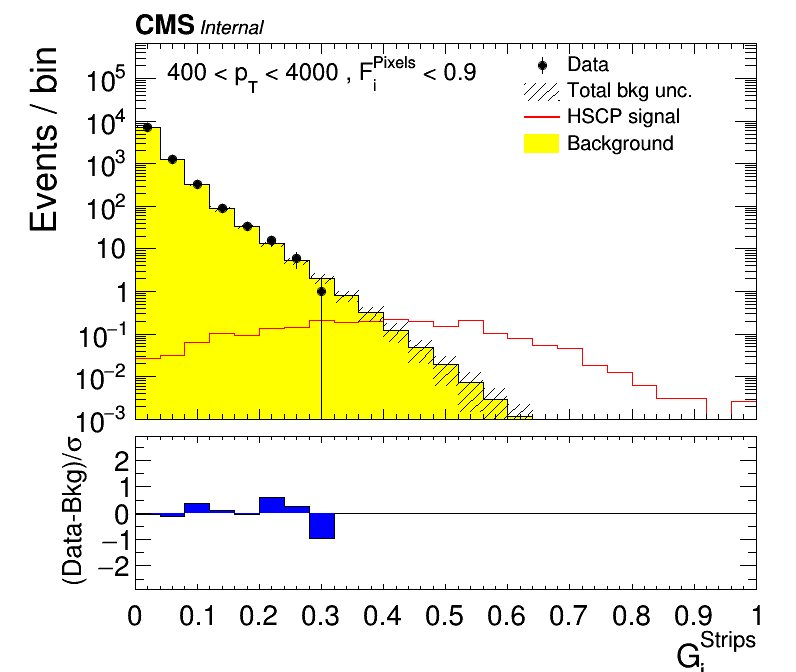 CMS Internal
400 < p_T < 4000 , F_i^Pixels < 0.9
Data
Total bkg unc.
HSCP signal
Background
Events / bin
10^5
10^4
10^3
10^2
10
1
10^-1
10^-2
10^-3
(Data-Bkg)/σ
2
1
0
−1
−2
0 0.1 0.2 0.3 0.4 0.5 0.6 0.7 0.8 0.9 1
G_i^Strips